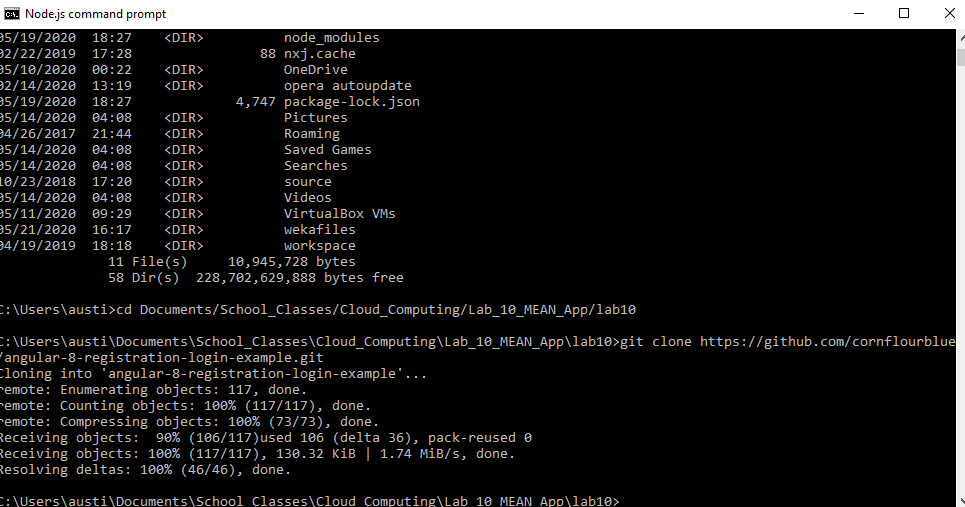 Node.js command prompt
05/19/2020  18:27    <DIR>          node_modules
02/22/2019  17:28                88 nxj.cache
05/10/2020  00:22    <DIR>          OneDrive
02/14/2020  13:19    <DIR>          opera autoupdate
05/19/2020  18:27             4,747 package-lock.json
05/14/2020  04:08    <DIR>          Pictures
04/26/2017  21:44    <DIR>          Roaming
05/14/2020  04:08    <DIR>          Saved Games
05/14/2020  04:08    <DIR>          Searches
10/23/2018  17:20    <DIR>          source
05/14/2020  04:08    <DIR>          Videos
05/11/2020  09:29    <DIR>          VirtualBox VMs
05/21/2020  16:17    <DIR>          wekafiles
04/19/2019  18:18    <DIR>          workspace
11 File(s)     10,945,728 bytes
58 Dir(s)  228,702,629,888 bytes free
C:\Users\austi>cd Documents/School_Classes/Cloud_Computing/Lab_10_MEAN_App/lab10
C:\Users\austi\Documents\School_Classes\Cloud_Computing\Lab_10_MEAN_App\lab10>git clone https://github.com/cornflourblue
/angular-8-registration-login-example.git
Cloning into 'angular-8-registration-login-example'...
remote: Enumerating objects: 117, done.
remote: Counting objects: 100% (117/117), done.
remote: Compressing objects: 100% (73/73), done.
Receiving objects:  90% (106/117)used 106 (delta 36), pack-reused 0
Receiving objects: 100% (117/117), 130.32 KiB | 1.74 MiB/s, done.
Resolving deltas: 100% (46/46), done.
C:\Users\austi\Documents\School_Classes\Cloud_Computing\Lab_10_MEAN_App\lab10>